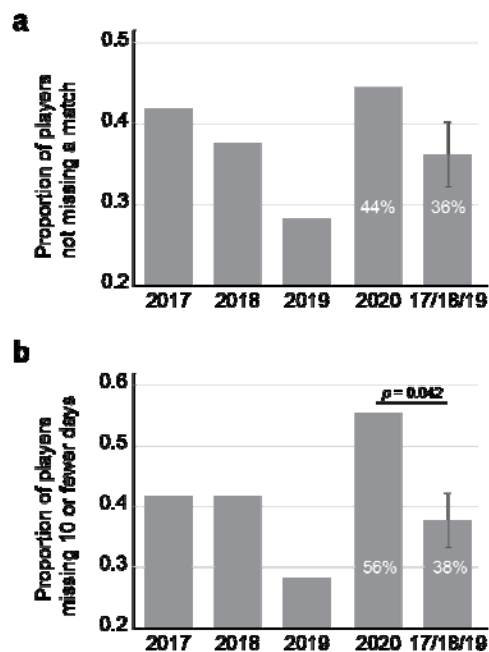 a
Proportion of players
not missing a match
0.5
0.4
0.3
0.2
44% 36%
2017 2018 2019 2020 17/18/19
b
Proportion of players
missing 10 or fewer days
0.6
0.5
0.4
0.3
0.2
p = 0.042
56% 38%
2017 2018 2019 2020 17/18/19